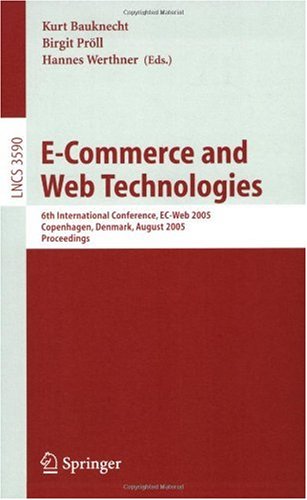 Kurt Bauknecht
Birgit Pröll
Hannes Werthner (Eds.)
LNCS 3590
E-Commerce and
Web Technologies
6th International Conference, EC-Web 2005
Copenhagen, Denmark, August 2005
Proceedings
Springer